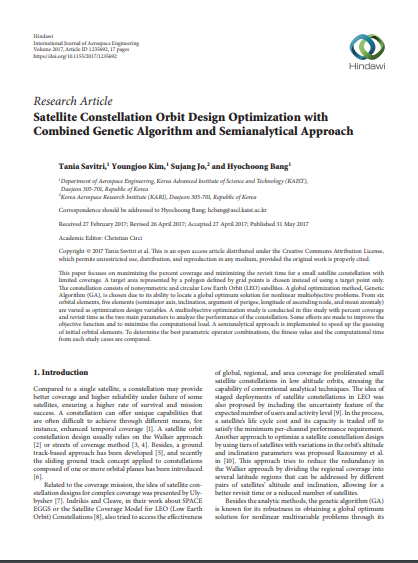 Hindawi
International Journal of Aerospace Engineering
Volume 2017, Article ID 1235692, 17 pages
https://doi.org/10.1155/2017/1235692
Hindawi
Research Article
Satellite Constellation Orbit Design Optimization with
Combined Genetic Algorithm and Semianalytical Approach
Tania Savitri,1 Youngjoo Kim,1 Sujang Jo,2 and Hyochoong Bang1
1Department of Aerospace Engineering, Korea Advanced Institute of Science and Technology (KAIST),
Daejeon 305-701, Republic of Korea
2Korea Aerospace Research Institute (KARI), Daejeon 305-701, Republic of Korea
Correspondence should be addressed to Hyochoong Bang; hcbang@ascl.kaist.ac.kr
Received 27 February 2017; Revised 26 April 2017; Accepted 27 April 2017; Published 31 May 2017
Academic Editor: Christian Circi
Copyright © 2017 Tania Savitri et al. This is an open access article distributed under the Creative Commons Attribution License,
which permits unrestricted use, distribution, and reproduction in any medium, provided the original work is properly cited.
This paper focuses on maximizing the percent coverage and minimizing the revisit time for a small satellite constellation with
limited coverage. A target area represented by a polygon defined by grid points is chosen instead of using a target point only.
The constellation consists of nonsymmetric and circular Low Earth Orbit (LEO) satellites. A global optimization method, Genetic
Algorithm (GA), is chosen due to its ability to locate a global optimum solution for nonlinear multiobjective problems. From six
orbital elements, five elements (semimajor axis, inclination, argument of perigee, longitude of ascending node, and mean anomaly)
are varied as optimization design variables. A multiobjective optimization study is conducted in this study with percent coverage
and revisit time as the two main parameters to analyze the performance of the constellation. Some efforts are made to improve the
objective function and to minimize the computational load. A semianalytical approach is implemented to speed up the guessing
of initial orbital elements. To determine the best parametric operator combinations, the fitness value and the computational time
from each study cases are compared.
1. Introduction
Compared to a single satellite, a constellation may provide
better coverage and higher reliability under failure of some
satellites, ensuring a higher rate of survival and mission
success. A constellation can offer unique capabilities that
are often difficult to achieve through different means, for
instance, enhanced temporal coverage [1]. A satellite orbit
constellation design usually relies on the Walker approach
[2] or streets of coverage method [3, 4]. Besides, a ground
track-based approach has been developed [5], and recently
the sliding ground track concept applied to constellations
composed of one or more orbital planes has been introduced
[6].
Related to the coverage mission, the idea of satellite con-
stellation designs for complex coverage was presented by Uly-
byshev [7]. Indrikis and Cleave, in their work about SPACE
EGGS or the Satellite Coverage Model for LEO (Low Earth
Orbit) Constellations [8], also tried to access the effectiveness
of global, regional, and area coverage for proliferated small
satellite constellations in low altitude orbits, stressing the
capability of conventional analytical techniques. The idea of
staged deployments of satellite constellations in LEO was
also proposed by including the uncertainty feature of the
expected number of users and activity level [9]. In the process,
a satellites life cycle cost and its capacity is traded off to
satisfy the minimum per-channel performance requirement.
Another approach to optimize a satellite constellation design
by using tiers of satellites with variations in the orbit's altitude
and inclination parameters was proposed Razoumny et
al. in [10]. This approach tries to reduce the redundancy in
the Walker approach by dividing the regional coverage into
several latitude regions that can be addressed by different
pairs of satellites' altitude and inclination, allowing for a
better revisit time or a reduced number of satellites.
Besides the analytic methods, the genetic algorithm (GA)
is known for its robustness in obtaining a global optimum
solution for nonlinear multivariable problems through its